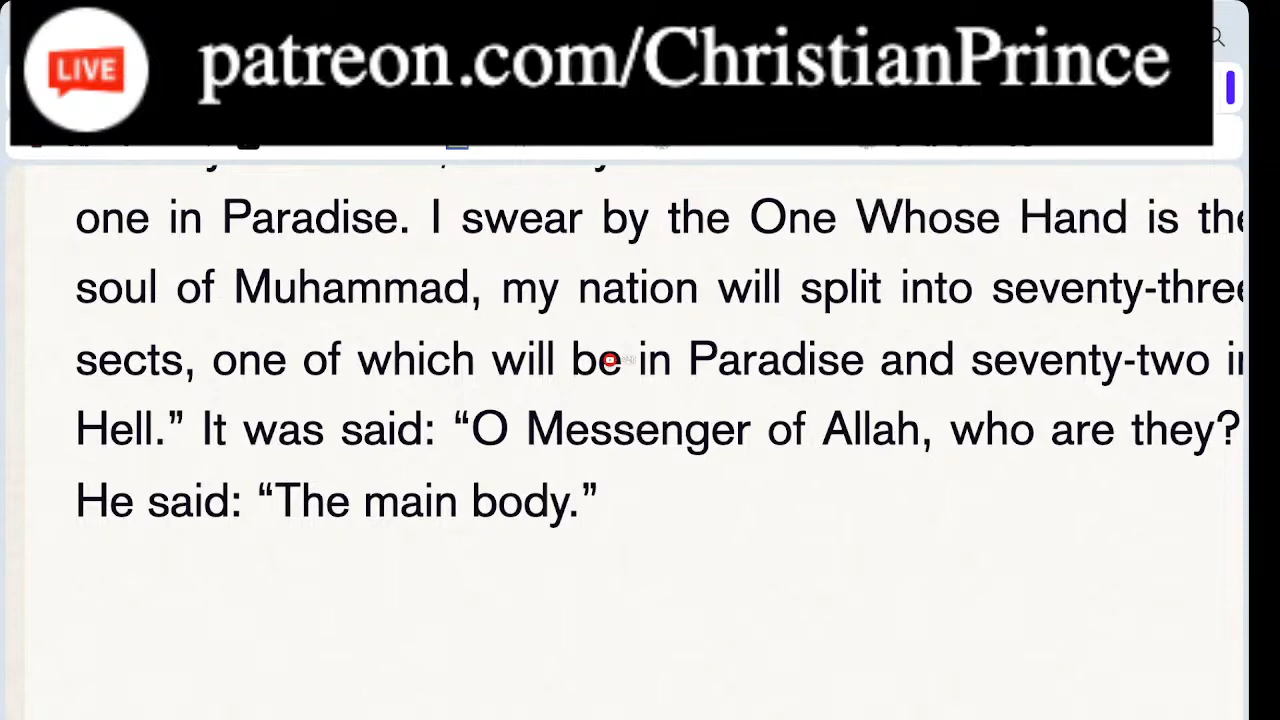 LIVE
patreon.com/ChristianPrince
one in Paradise. I swear by the One Whose Hand is the
soul of Muhammad, my nation will split into seventy-three
sects, one of which will be in Paradise and seventy-two in
Hell.” It was said: “O Messenger of Allah, who are they?
He said: “The main body.”